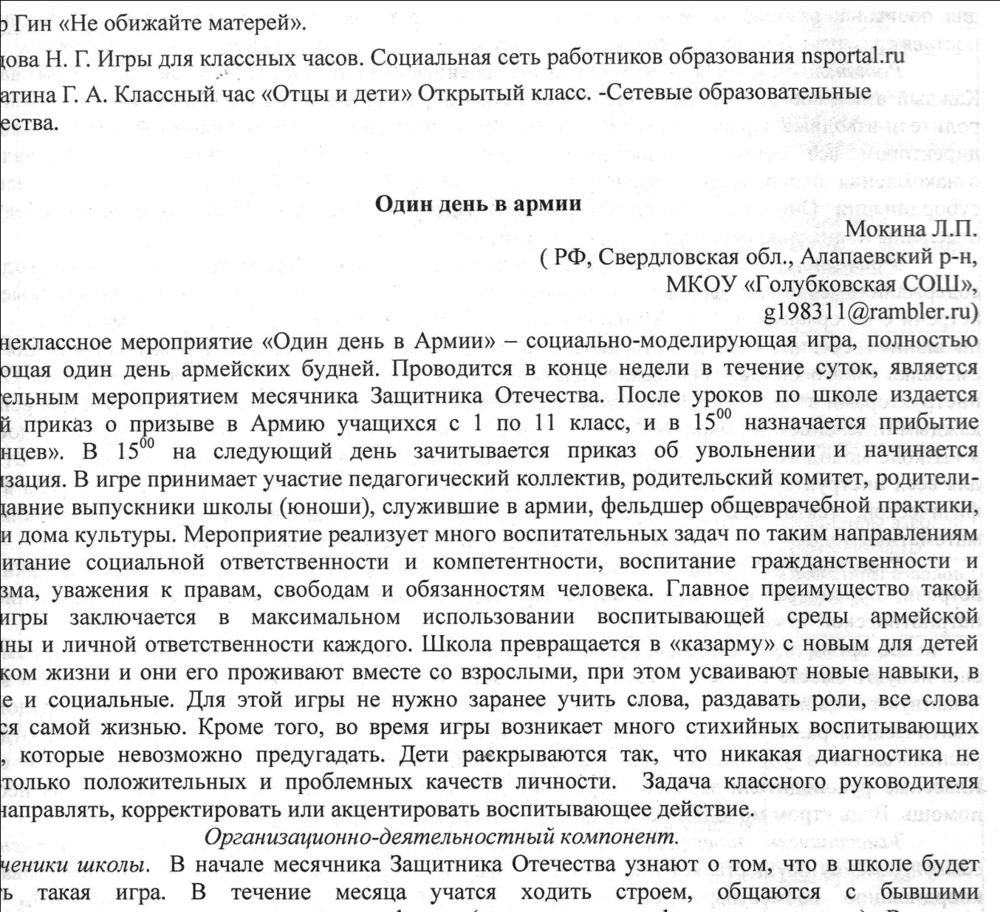 р Гин «Не обижайте матерей».
дова Н. Г. Игры для классных часов. Социальная сеть работников образования nsportal.ru
атина Г. А. Классный час «Отцы и дети» Открытый класс. -Сетевые образовательные
ества.
Один день в армии
Мокина Л.П.
( РФ, Свердловская обл., Алапаевский р-н,
МКОУ «Голубковская СОШ»,
g198311@rambler.ru)
неклассное мероприятие «Один день в Армии» – социально-моделирующая игра, полностью
ющая один день армейских будней. Проводится в конце недели в течение суток, является
ельным мероприятием месячника Защитника Отечества. После уроков по школе издается
й приказ о призыве в Армию учащихся с 1 по 11 класс, и в 15⁰⁰ назначается прибытие
нцев». В 15⁰⁰ на следующий день зачитывается приказ об увольнении и начинается
изация. В игре принимает участие педагогический коллектив, родительский комитет, родители-
давние выпускники школы (юноши), служившие в армии, фельдшер общеврачебной практики,
и дома культуры. Мероприятие реализует много воспитательных задач по таким направлениям
итание социальной ответственности и компетентности, воспитание гражданственности и
зма, уважения к правам, свободам и обязанностям человека. Главное преимущество такой
игры заключается в максимальном использовании воспитывающей среды армейской
ны и личной ответственности каждого. Школа превращается в «казарму» с новым для детей
ком жизни и они его проживают вместе со взрослыми, при этом усваивают новые навыки, в
е и социальные. Для этой игры не нужно заранее учить слова, раздавать роли, все слова
ся самой жизнью. Кроме того, во время игры возникает много стихийных воспитывающих
, которые невозможно предугадать. Дети раскрываются так, что никакая диагностика не
столько положительных и проблемных качеств личности. Задача классного руководителя
направлять, корректировать или акцентировать воспитывающее действие.
Организационно-деятельностный компонент.
ченики школы. В начале месячника Защитника Отечества узнают о том, что в школе будет
ь такая игра. В течение месяца учатся ходить строем, общаются с бывшими